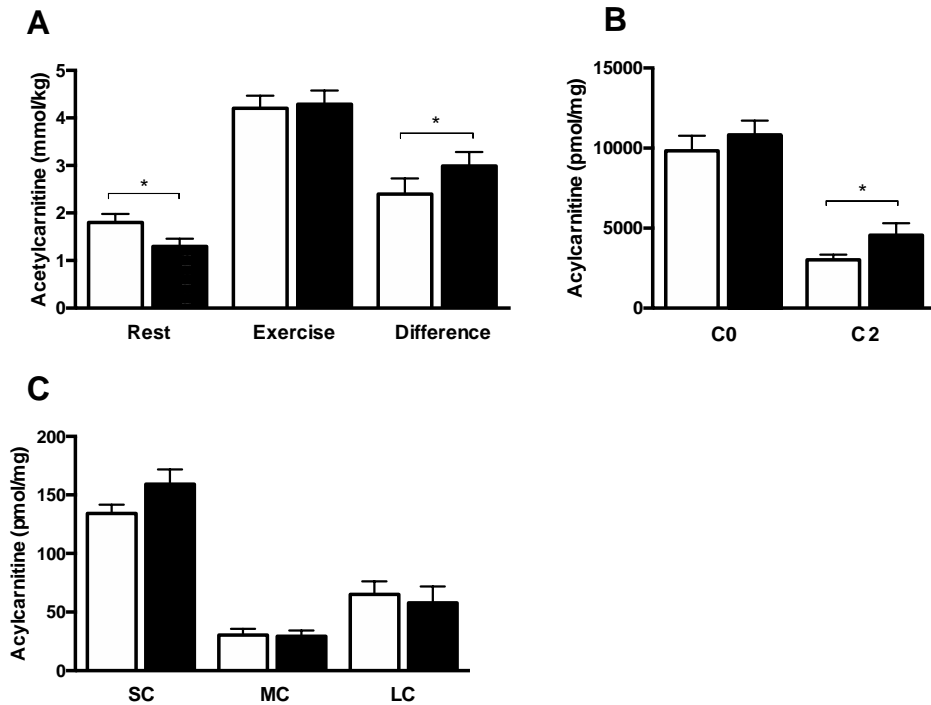 A
Acetylcarnitine (mmol/kg)
5
4
3
2
1
0
*
*
Rest Exercise Difference
B
Acylcarnitine (pmol/mg)
15000
10000
5000
0
*
C0 C2
C
Acylcarnitine (pmol/mg)
200
150
100
50
0
SC MC LC